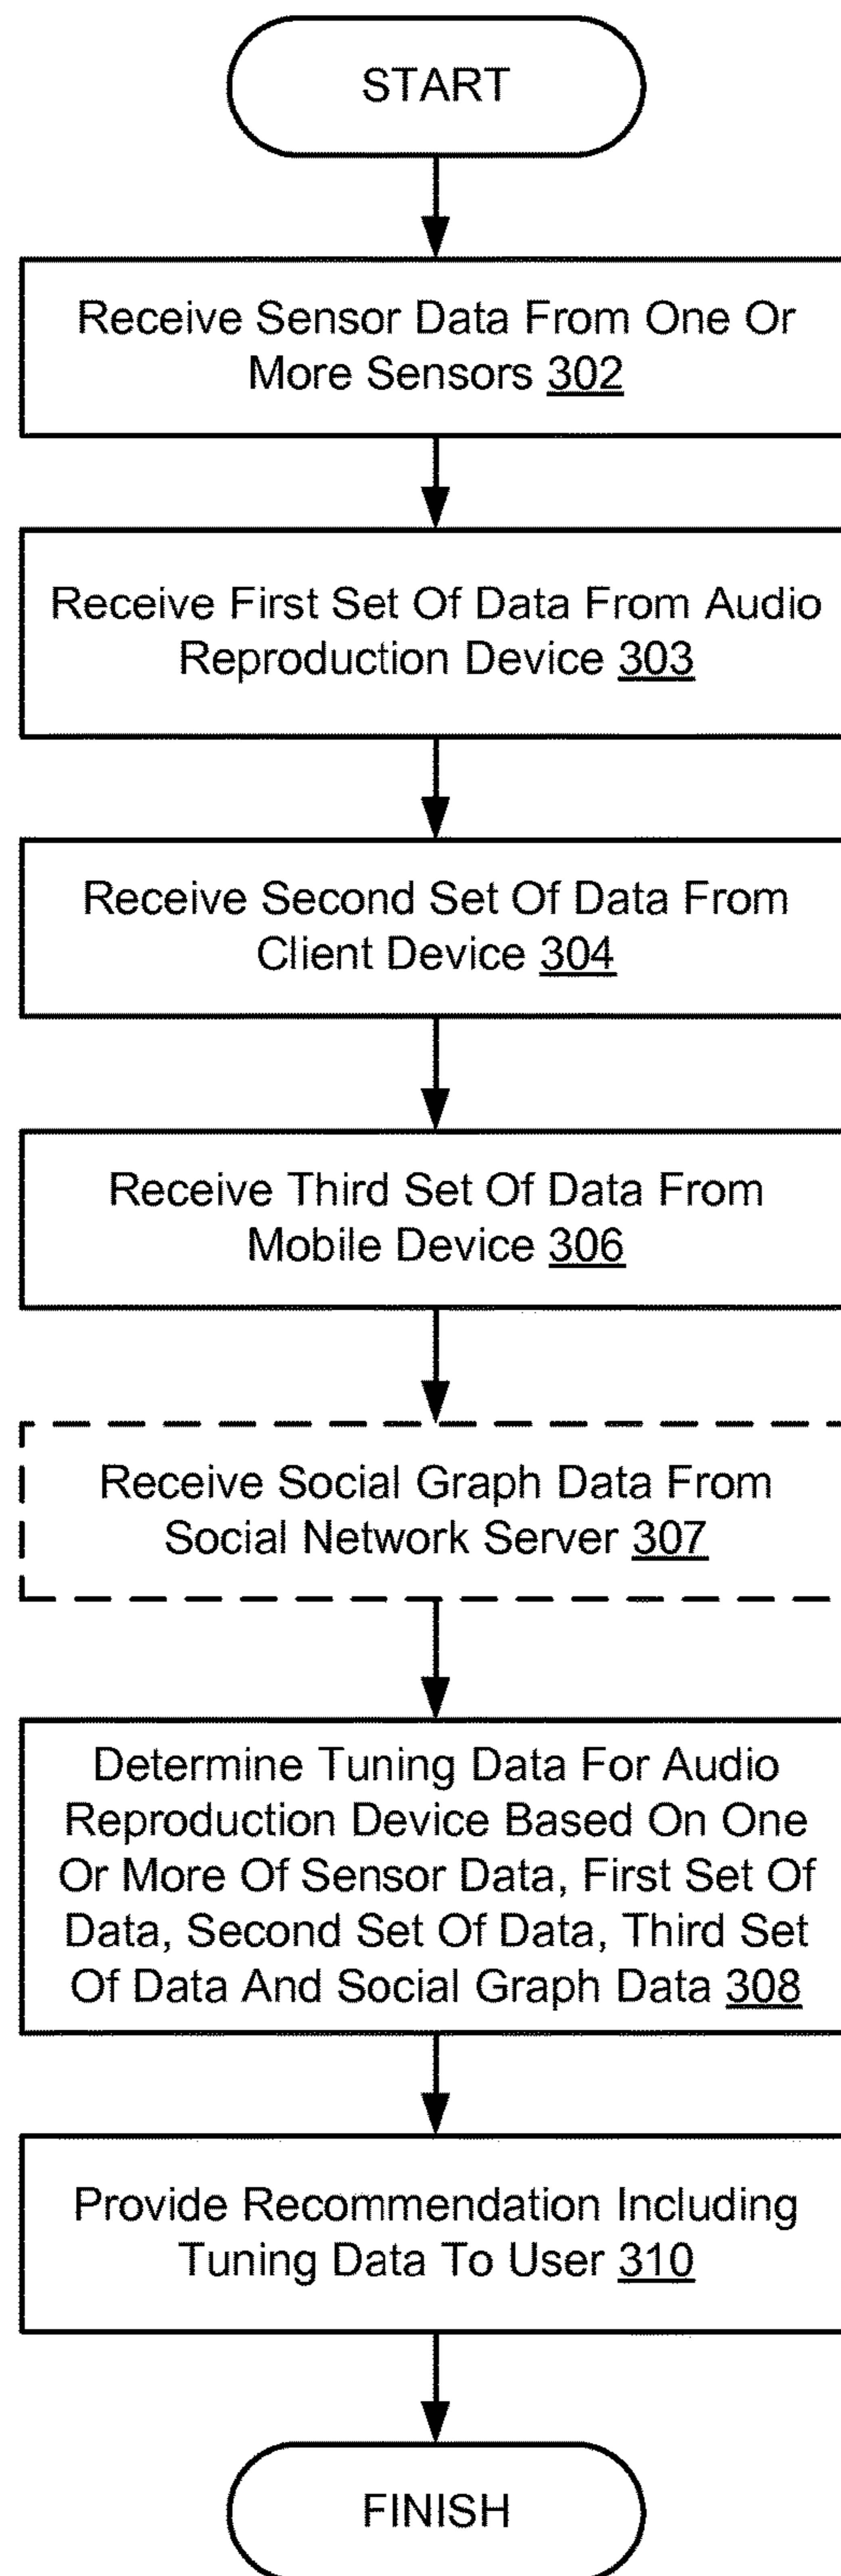 START
Receive Sensor Data From One Or
More Sensors 302
Receive First Set Of Data From Audio
Reproduction Device 303
Receive Second Set Of Data From
Client Device 304
Receive Third Set Of Data From
Mobile Device 306
Receive Social Graph Data From
Social Network Server 307
Determine Tuning Data For Audio
Reproduction Device Based On One
Or More Of Sensor Data, First Set Of
Data, Second Set Of Data, Third Set
Of Data And Social Graph Data 308
Provide Recommendation Including
Tuning Data To User 310
FINISH